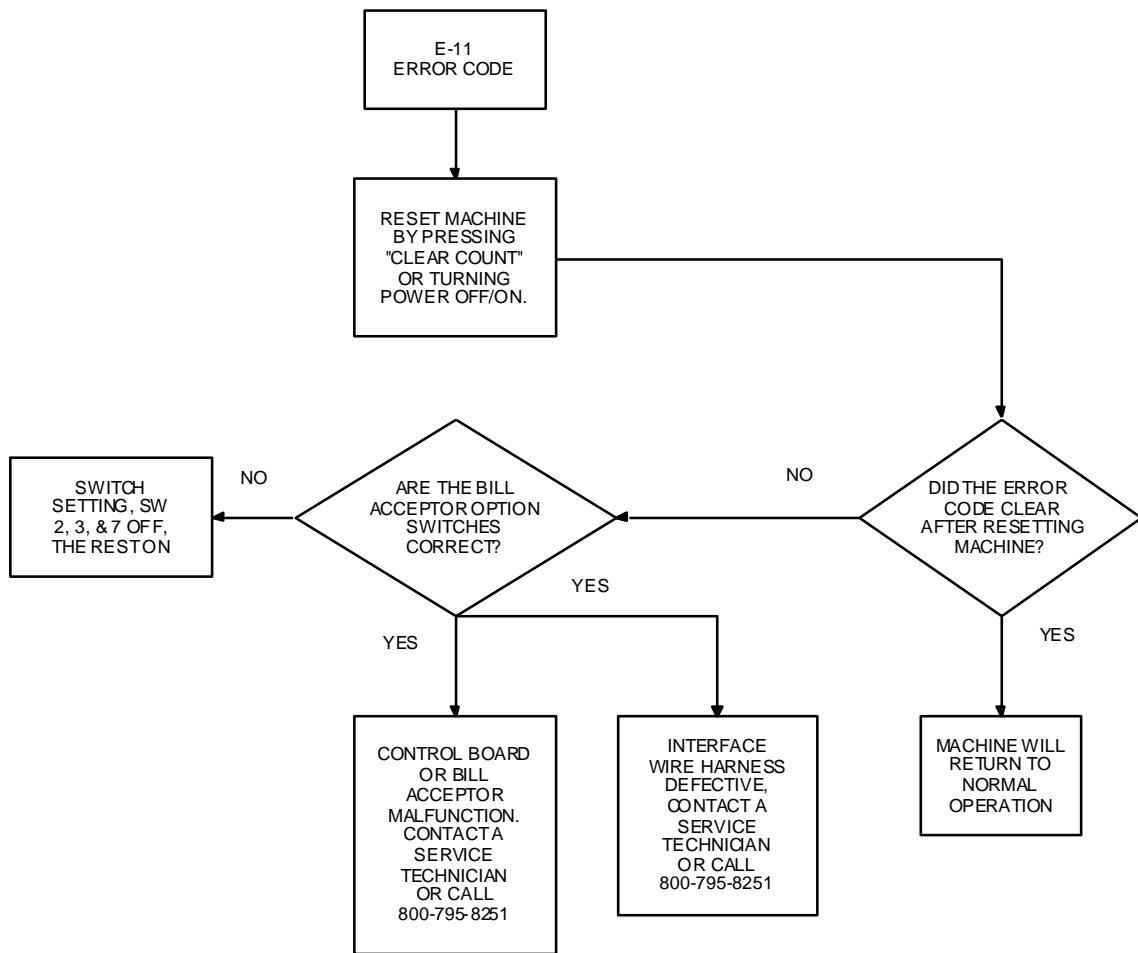 E-11
ERROR CODE
RESET MACHINE
BY PRESSING
"CLEAR COUNT"
OR TURNING
POWER OFF/ON.
SWITCH
SETTING, SW
2, 3, & 7 OFF,
THE REST ON
NO
ARE THE BILL
ACCEPTOR OPTION
SWITCHES
CORRECT?
NO
DID THE ERROR
CODE CLEAR
AFTER RESETTING
MACHINE?
YES
YES
YES
CONTROL BOARD
OR BILL
ACCEPTOR
MALFUNCTION.
CONTACT A
SERVICE
TECHNICIAN
OR CALL
800-795-8251
INTERFACE
WIRE HARNESS
DEFECTIVE,
CONTACT A
SERVICE
TECHNICIAN
OR CALL
800-795-8251
MACHINE WILL
RETURN TO
NORMAL
OPERATION